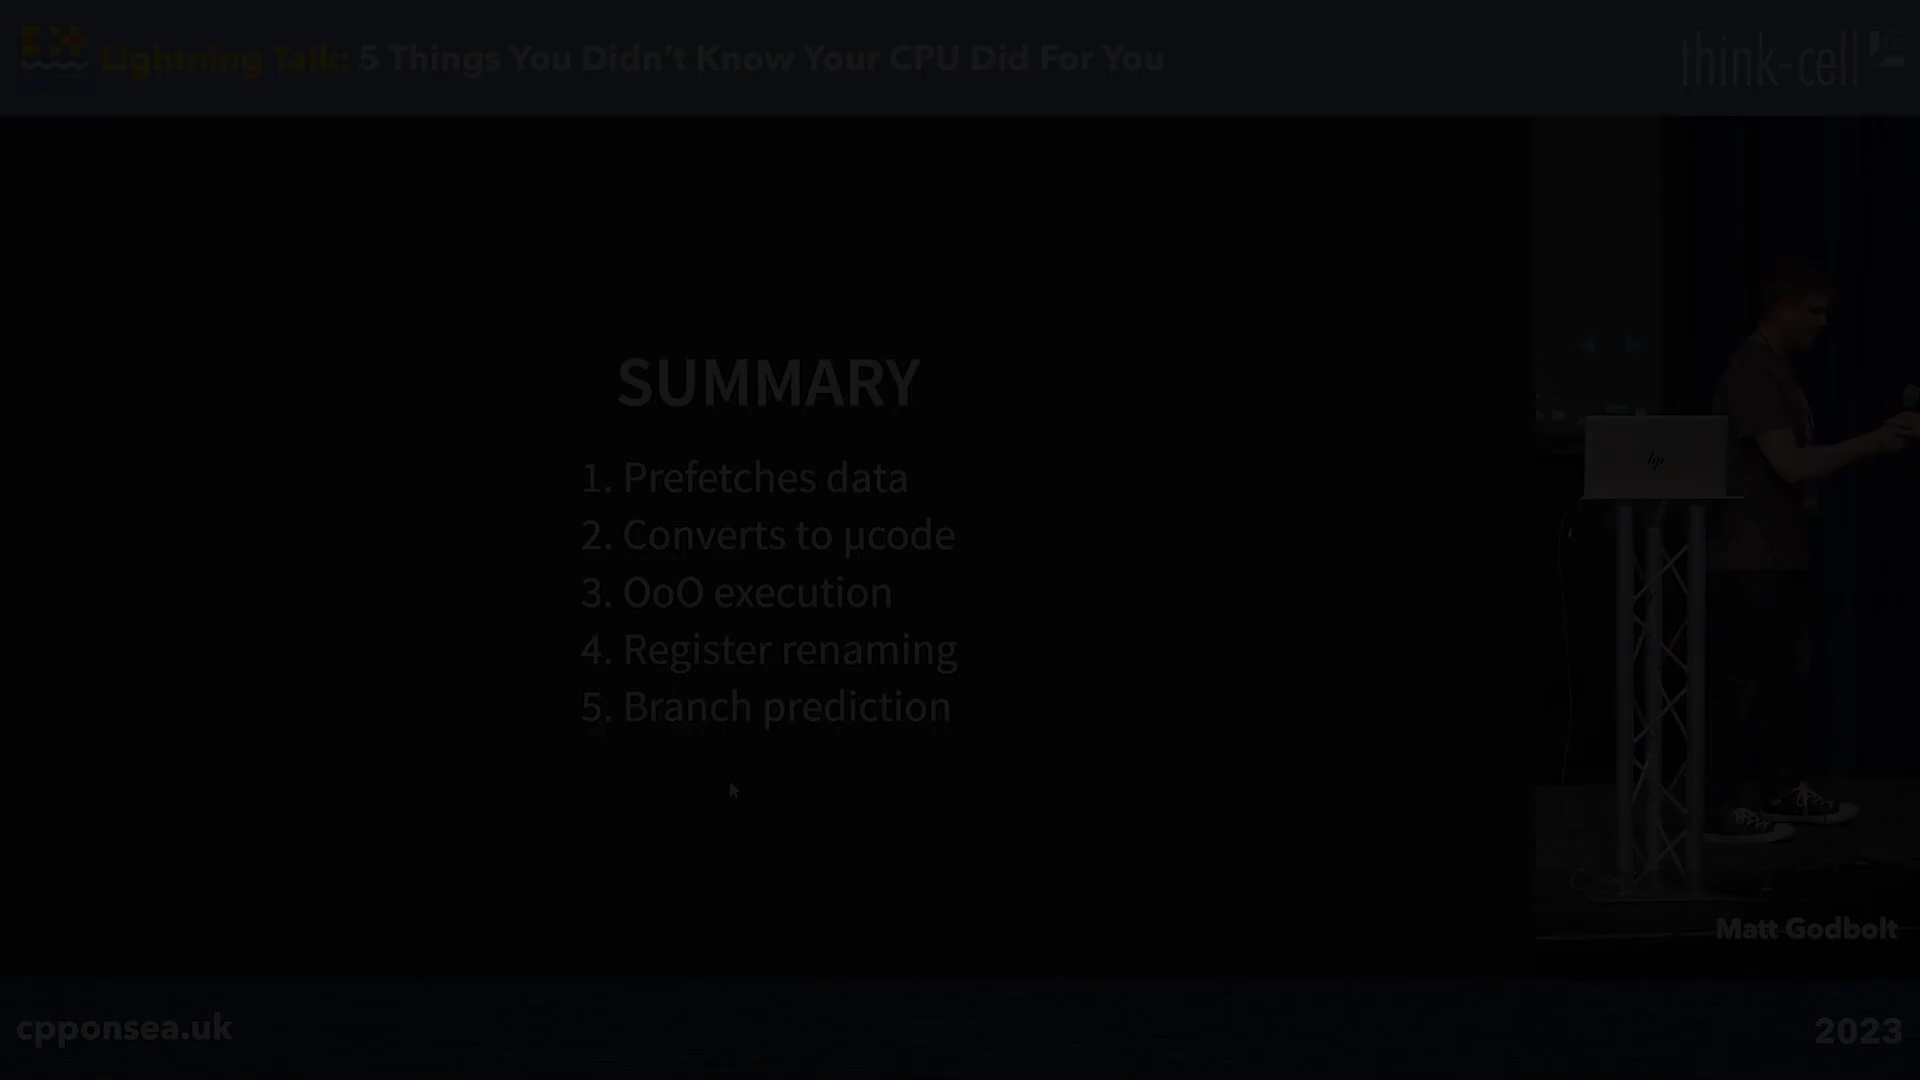 Lightning Talk: 5 Things You Didn't Know Your CPU Did For You
think-cell
SUMMARY
1. Prefetches data
2. Converts to µcode
3. OoO execution
4. Register renaming
5. Branch prediction
hp
Matt Godbolt
cpponsea.uk
2023